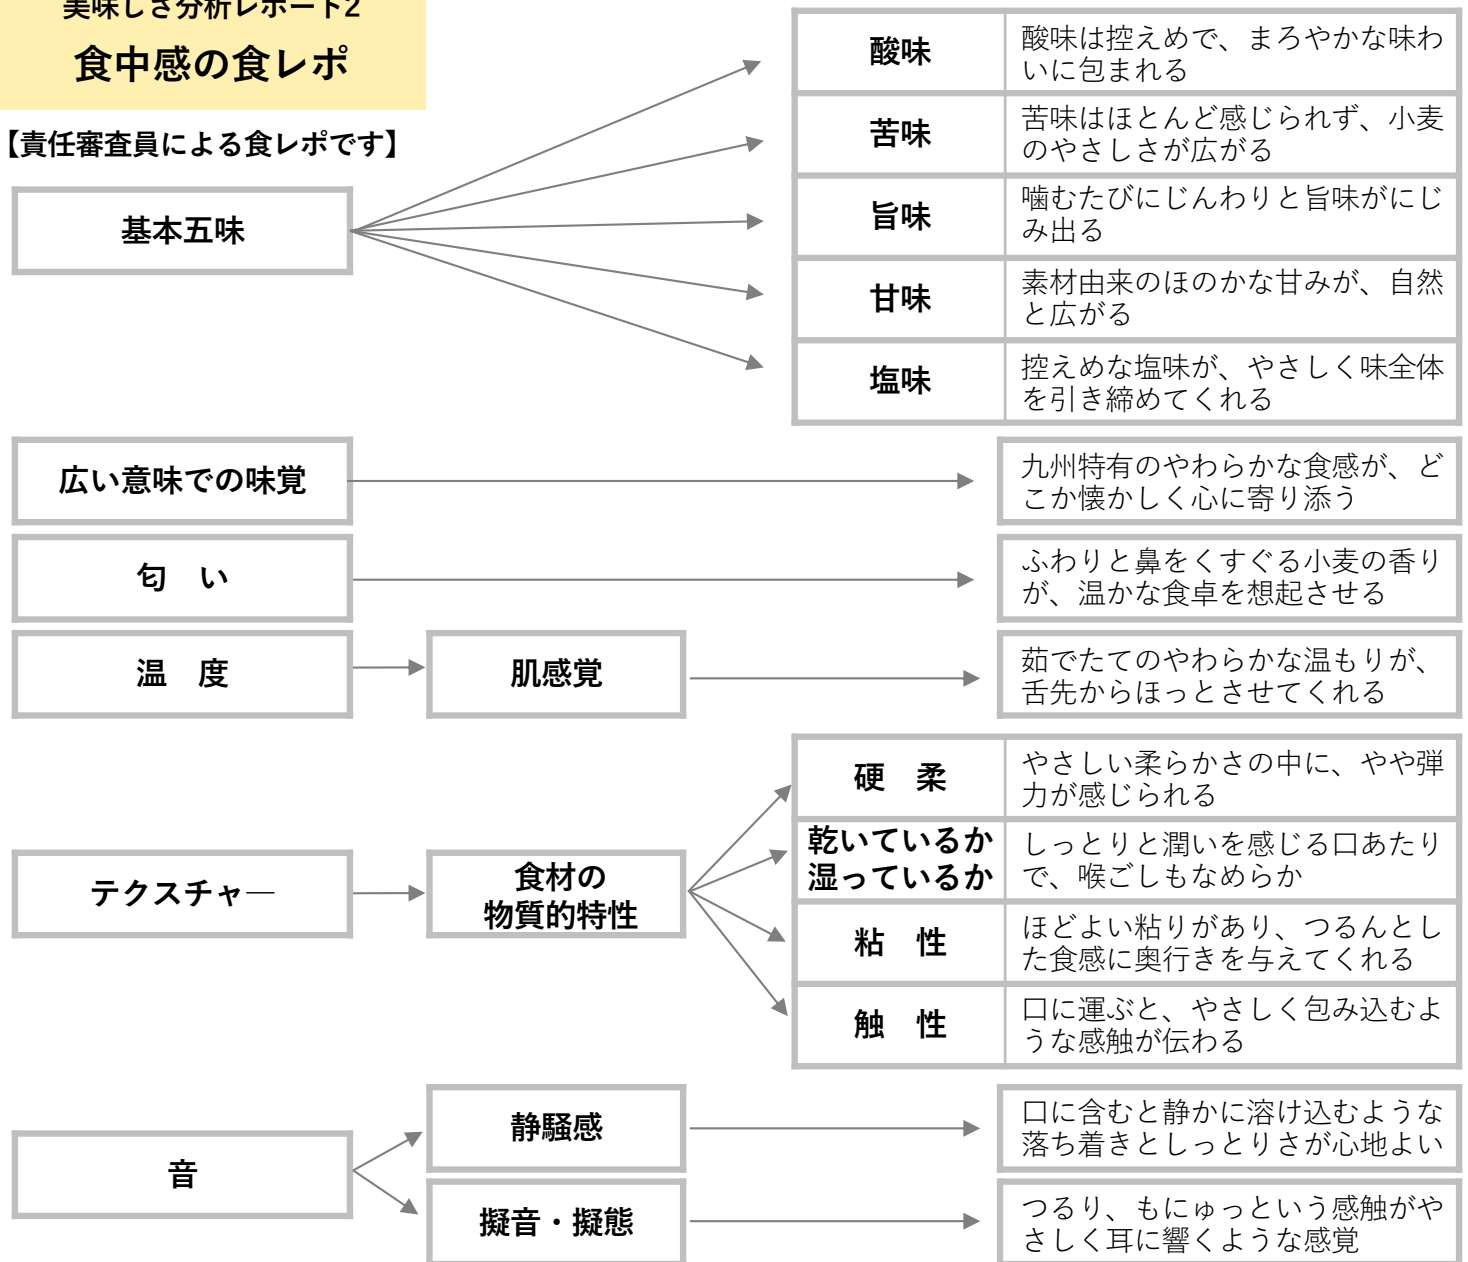 美味しさ分析レポート2
食中感の食レポ
【責任審査員による食レポです】
基本五味
酸味
酸味は控えめで、まろやかな味わ
いに包まれる
苦味
苦味はほとんど感じられず、小麦
のやさしさが広がる
旨味
噛むたびにじんわりと旨味がにじ
み出る
甘味
素材由来のほのかな甘みが、自然
と広がる
塩味
控えめな塩味が、やさしく味全体
を引き締めてくれる
広い意味での味覚
九州特有のやわらかな食感が、ど
こか懐かしく心に寄り添う
匂　い
ふわりと鼻をくすぐる小麦の香り
が、温かな食卓を想起させる
温　度
肌感覚
茹でたてのやわらかな温もりが、
舌先からほっとさせてくれる
テクスチャ―
食材の
物質的特性
硬　柔
やさしい柔らかさの中に、やや弾
力が感じられる
乾いているか
湿っているか
しっとりと潤いを感じる口あたり
で、喉ごしもなめらか
粘　性
ほどよい粘りがあり、つるんとし
た食感に奥行きを与えてくれる
触　性
口に運ぶと、やさしく包み込むよ
うな感触が伝わる
音
静騒感
口に含むと静かに溶け込むような
落ち着きとしっとりさが心地よい
擬音・擬態
つるり、もにゅっという感触がや
さしく耳に響くような感覚